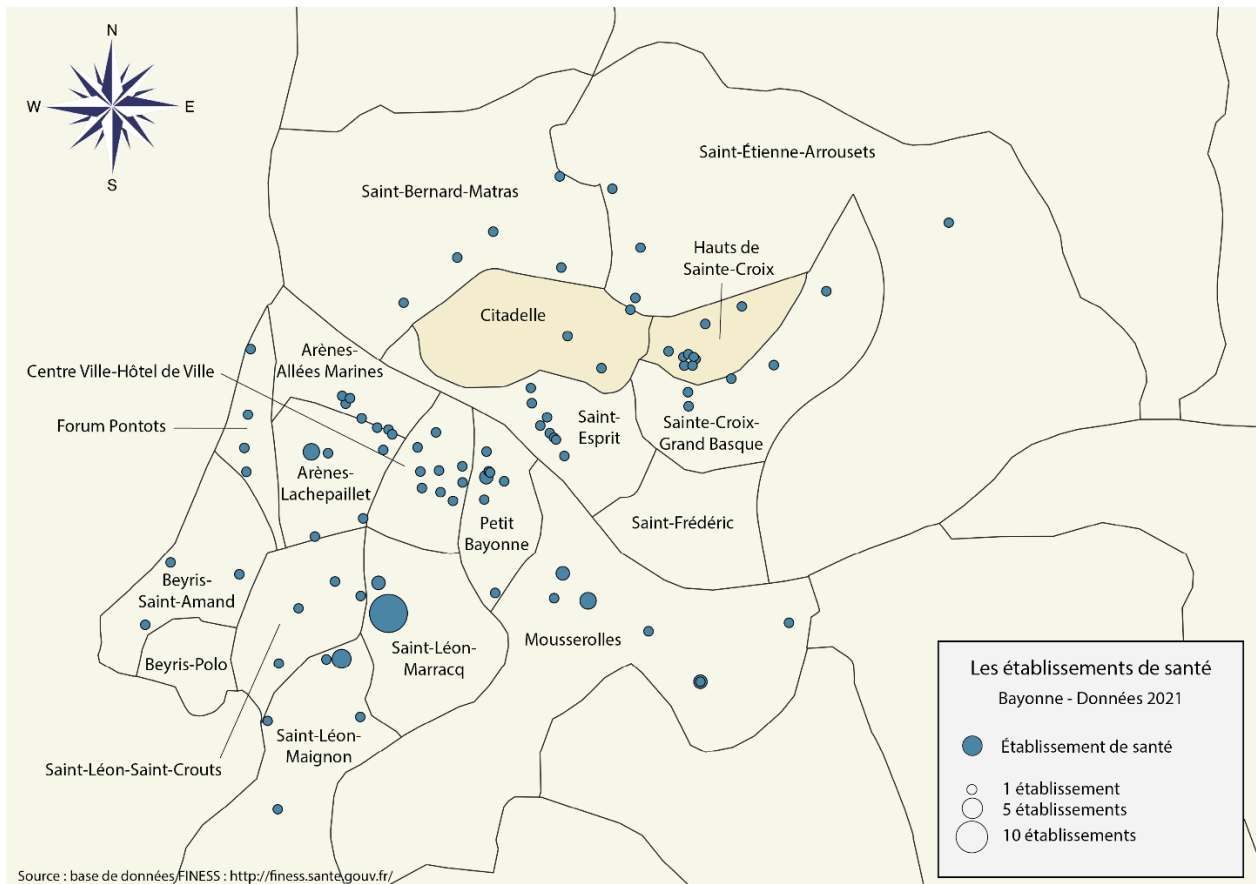 N
W
E
S
Saint-Étienne-Arrousets
Saint-Bernard-Matras
Hauts de
Sainte-Croix
Citadelle
Arènes-
Allées Marines
Centre Ville-Hôtel de Ville
Forum Pontots
Saint-
Esprit
Sainte-Croix-
Grand Basque
Arènes-
Lachepaillet
Petit
Bayonne
Saint-Frédéric
Beyris-
Saint-Amand
Mousserolles
Saint-Léon-
Marracq
Beyris-Polo
Saint-Léon-
Maignon
Saint-Léon-Saint-Crouts
Les établissements de santé
Bayonne - Données 2021
Établissement de santé
1 établissement
5 établissements
10 établissements
Source : base de données FINESS : http://finess.sante.gouv.fr/